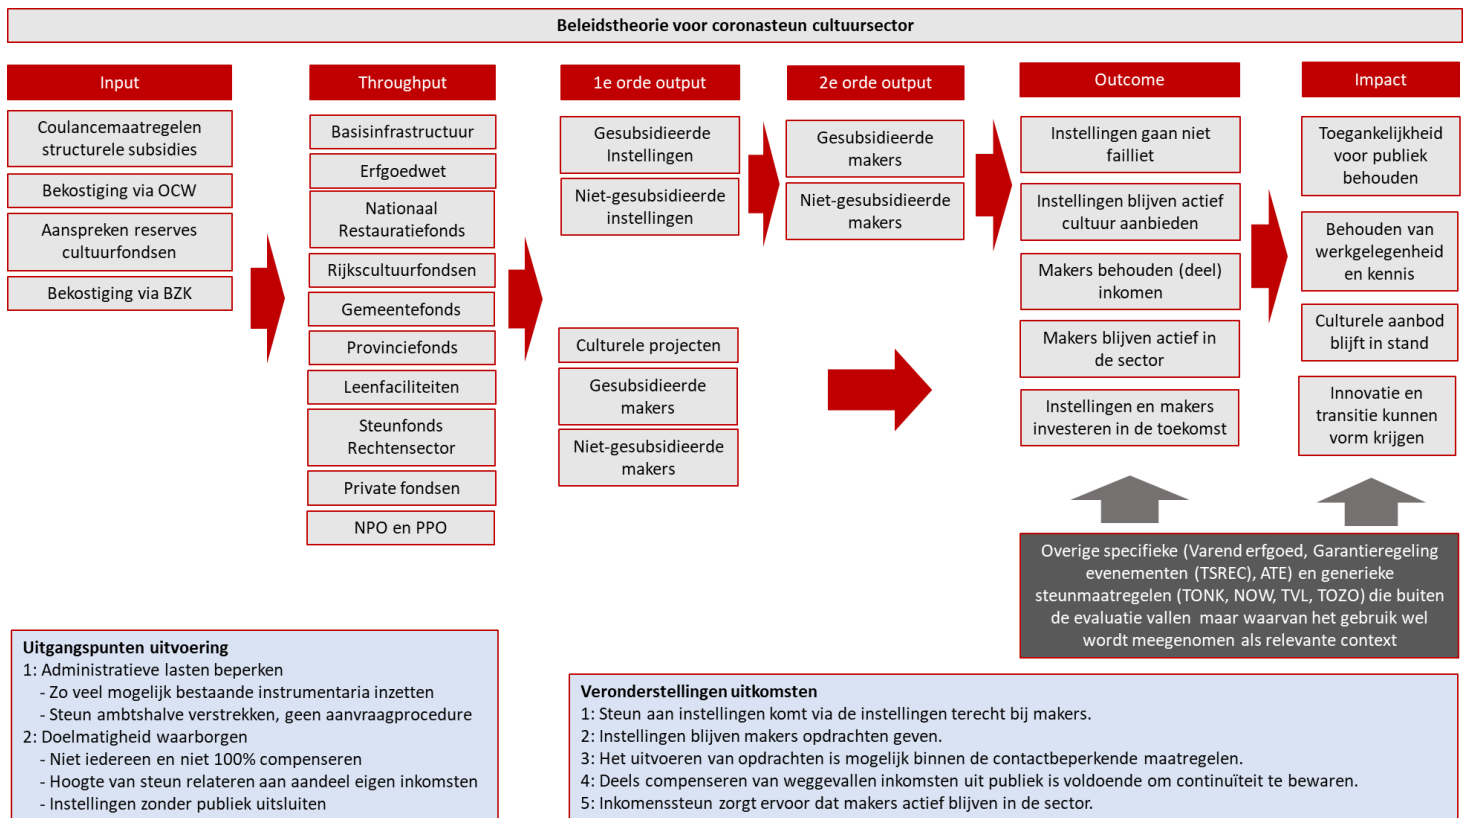 Beleidstheorie voor coronasteun cultuursector
Input
Coulancemaatregelen
structurele subsidies
Bekostiging via OCW
Aanspreken reserves
cultuurfondsen
Bekostiging via BZK
Throughput
Basisinfrastructuur
Erfgoedwet
Nationaal
Restauratiefonds
Rijkscultuurfondsen
Gemeentefonds
Provinciefonds
Leenfaciliteiten
Steunfonds
Rechtensector
Private fondsen
NPO en PPO
1e orde output
Gesubsidieerde
Instellingen
Niet-gesubsidieerde
instellingen
Culturele projecten
Gesubsidieerde
makers
Niet-gesubsidieerde
makers
2e orde output
Gesubsidieerde
makers
Niet-gesubsidieerde
makers
Outcome
Instellingen gaan niet
failliet
Instellingen blijven actief
cultuur aanbieden
Makers behouden (deel)
inkomen
Makers blijven actief in
de sector
Instellingen en makers
investeren in de toekomst
Impact
Toegankelijkheid
voor publiek
behouden
Behouden van
werkgelegenheid
en kennis
Culturele aanbod
blijft in stand
Innovatie en
transitie kunnen
vorm krijgen
Overige specifieke (Varend erfgoed, Garantieregeling
evenementen (TSREC), ATE) en generieke
steunmaatregelen (TONK, NOW, TVL, TOZO) die buiten
de evaluatie vallen maar waarvan het gebruik wel
wordt meegenomen als relevante context
Uitgangspunten uitvoering
1: Administratieve lasten beperken
- Zo veel mogelijk bestaande instrumentaria inzetten
- Steun ambtshalve verstrekken, geen aanvraagprocedure
2: Doelmatigheid waarborgen
- Niet iedereen en niet 100% compenseren
- Hoogte van steun relateren aan aandeel eigen inkomsten
- Instellingen zonder publiek uitsluiten
Veronderstellingen uitkomsten
1: Steun aan instellingen komt via de instellingen terecht bij makers.
2: Instellingen blijven makers opdrachten geven.
3: Het uitvoeren van opdrachten is mogelijk binnen de contactbeperkende maatregelen.
4: Deels compenseren van weggevallen inkomsten uit publiek is voldoende om continuïteit te bewaren.
5: Inkomenssteun zorgt ervoor dat makers actief blijven in de sector.